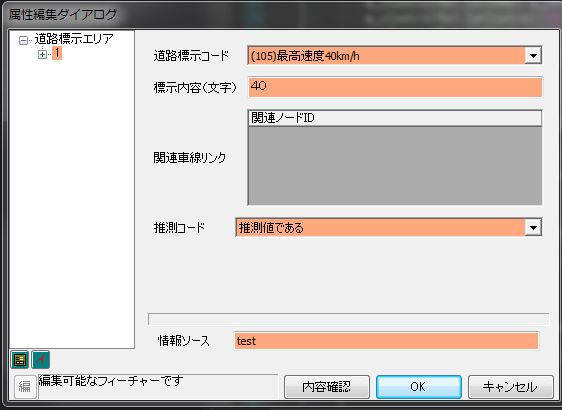 属性編集ダイアログ
道路標示エリア
1
道路標示コード
(105)最高速度40km/h
標示内容(文字)
40
関連車線リンク
関連ノードID
推測コード
推測値である
情報ソース
test
編
編集可能なフィーチャーです
内容確認
OK
キャンセル